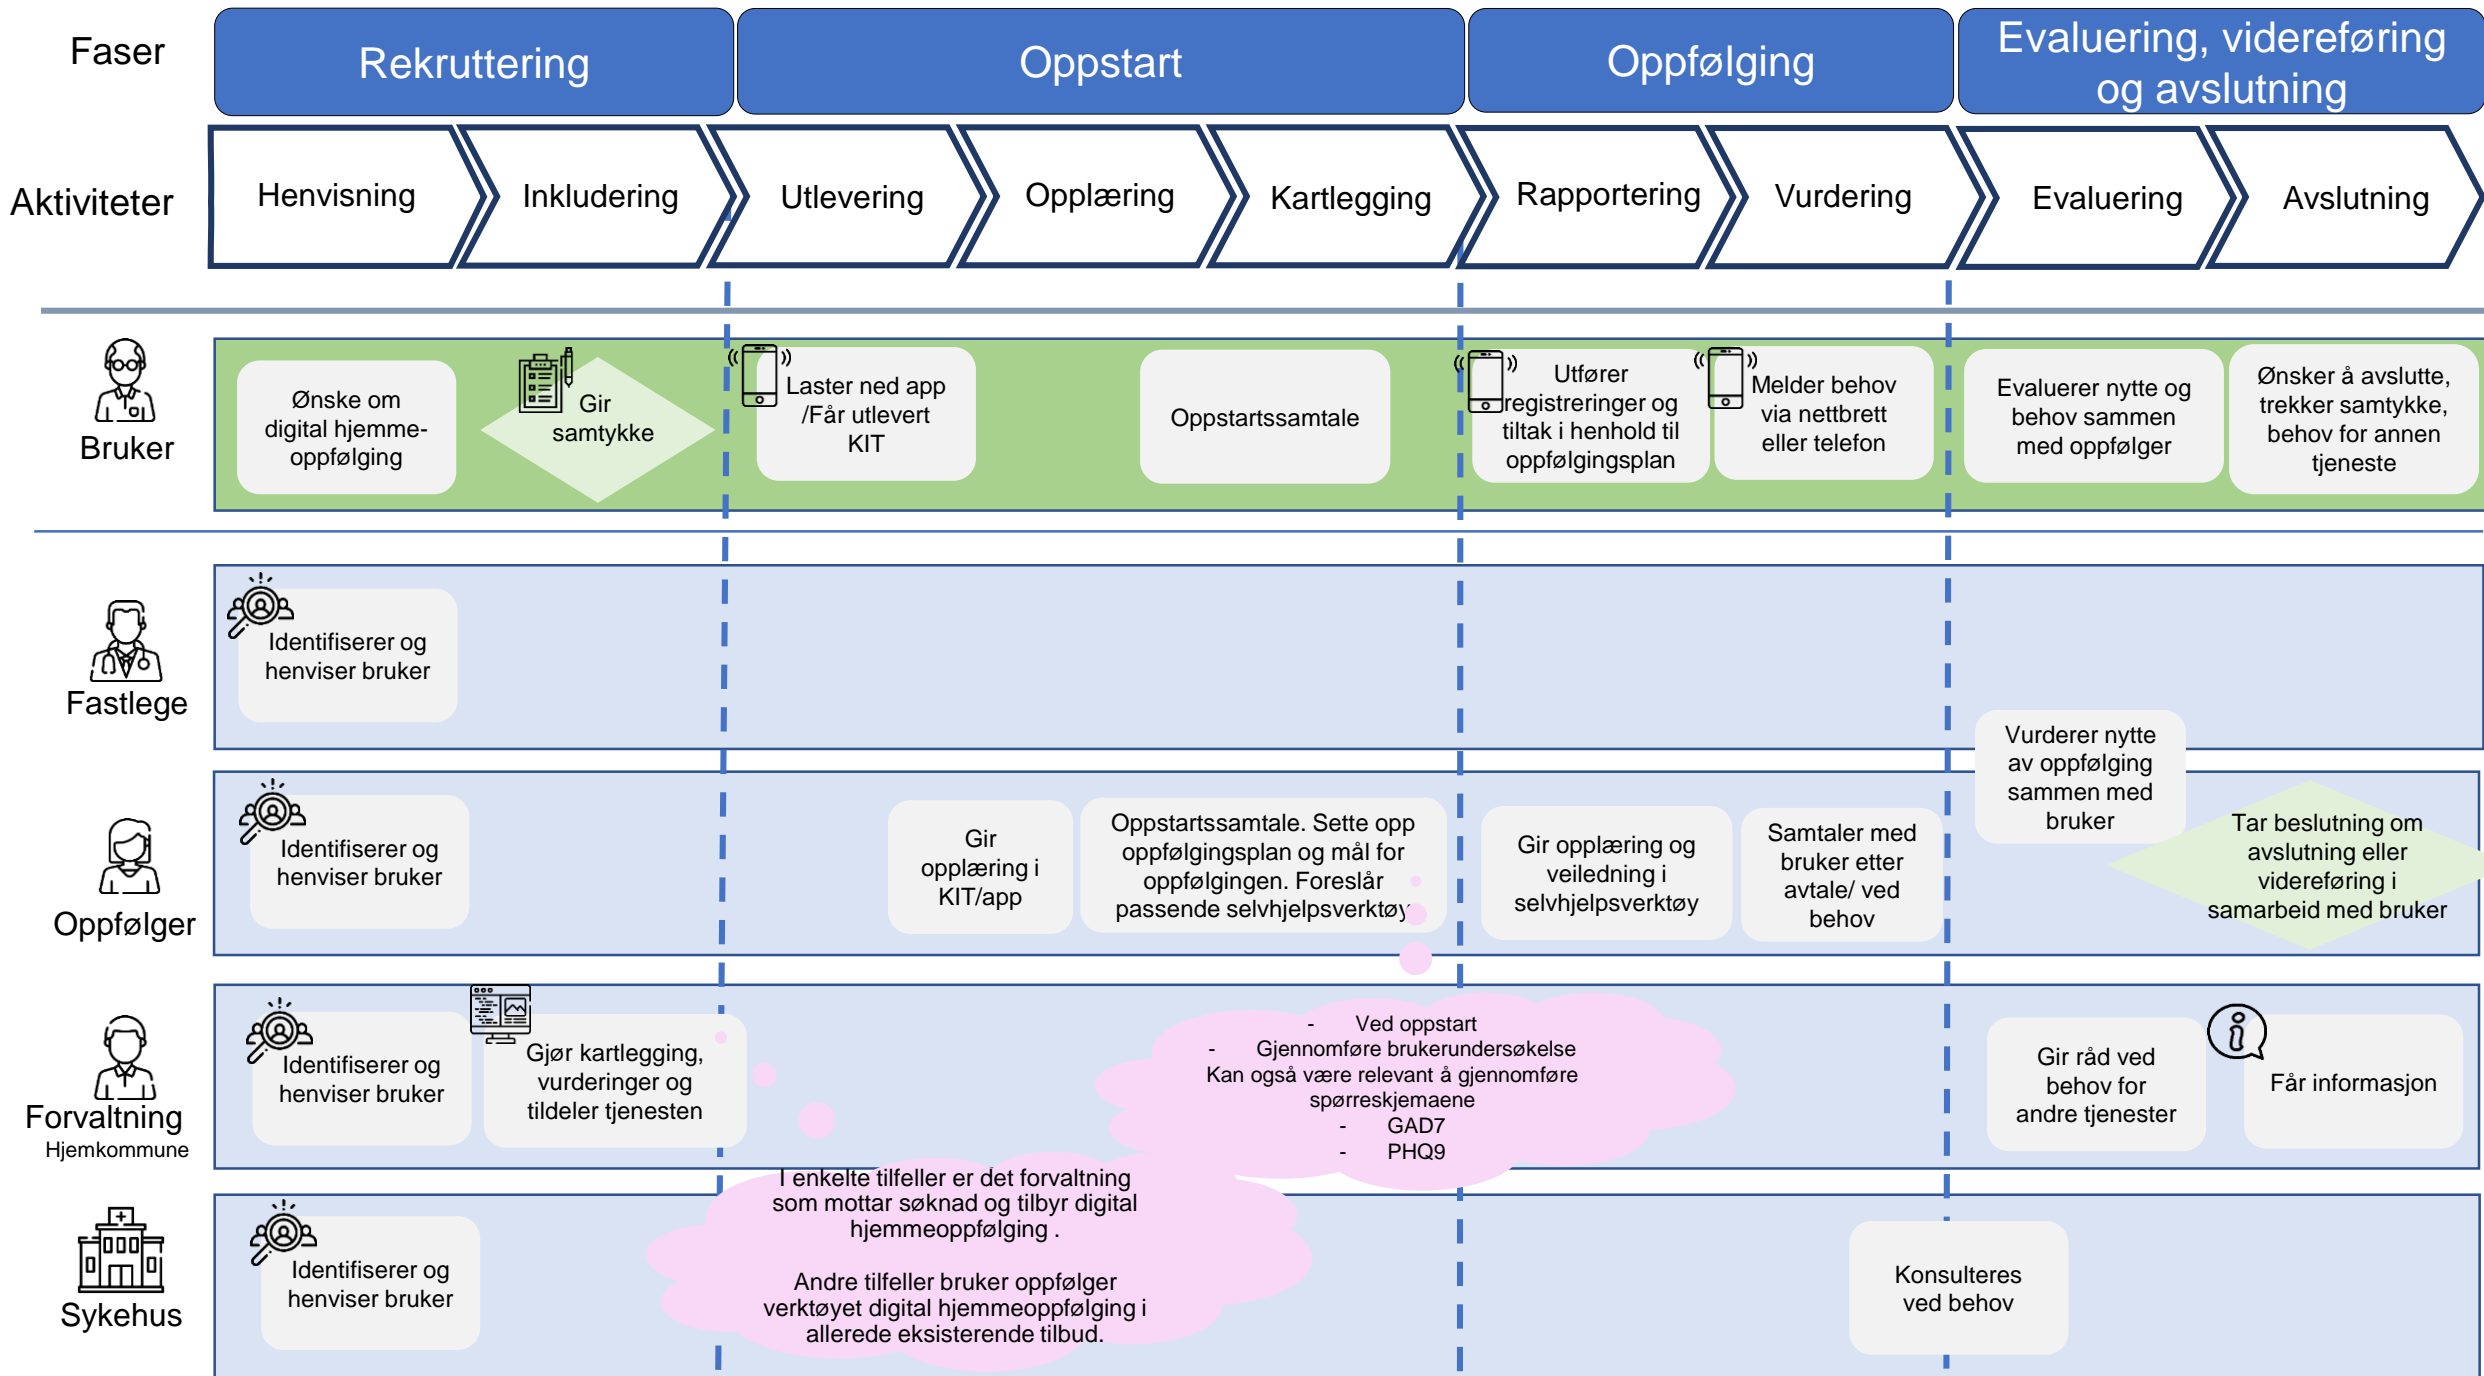 Faser
Rekruttering
Oppstart
Oppfølging
Evaluering, videreføring
og avslutning
Aktiviteter
Henvisning
Inkludering
Utlevering
Opplæring
Kartlegging
Rapportering
Vurdering
Evaluering
Avslutning
Bruker
Ønske om
digital hjemme-
oppfølging
Gir
samtykke
Laster ned app
/Får utlevert
KIT
Oppstartssamtale
Utfører
registreringer og
tiltak i henhold til
oppfølgingsplan
Melder behov
via nettbrett
eller telefon
Evaluerer nytte og
behov sammen
med oppfølger
Ønsker å avslutte,
trekker samtykke,
behov for annen
tjeneste
Fastlege
Identifiserer og
henviser bruker
Oppfølger
Identifiserer og
henviser bruker
Gir
opplæring i
KIT/app
Oppstartssamtale. Sette opp
oppfølgingsplan og mål for
oppfølgingen. Foreslår
passende selvhjelpsverktøy
Gir opplæring og
veiledning i
selvhjelpsverktøy
Samtaler med
bruker etter
avtale/ ved
behov
Vurderer nytte
av oppfølging
sammen med
bruker
Tar beslutning om
avslutning eller
videreføring i
samarbeid med bruker
Forvaltning
Hjemkommune
Identifiserer og
henviser bruker
Gjør kartlegging,
vurderinger og
tildeler tjenesten
- Ved oppstart
- Gjennomføre brukerundersøkelse
Kan også være relevant å gjennomføre
spørreskjemaene
- GAD7
- PHQ9
Gir råd ved
behov for
andre tjenester
Får informasjon
Sykehus
Identifiserer og
henviser bruker
I enkelte tilfeller er det forvaltning
som mottar søknad og tilbyr digital
hjemmeoppfølging .
Andre tilfeller bruker oppfølger
verktøyet digital hjemmeoppfølging i
allerede eksisterende tilbud.
Konsulteres
ved behov